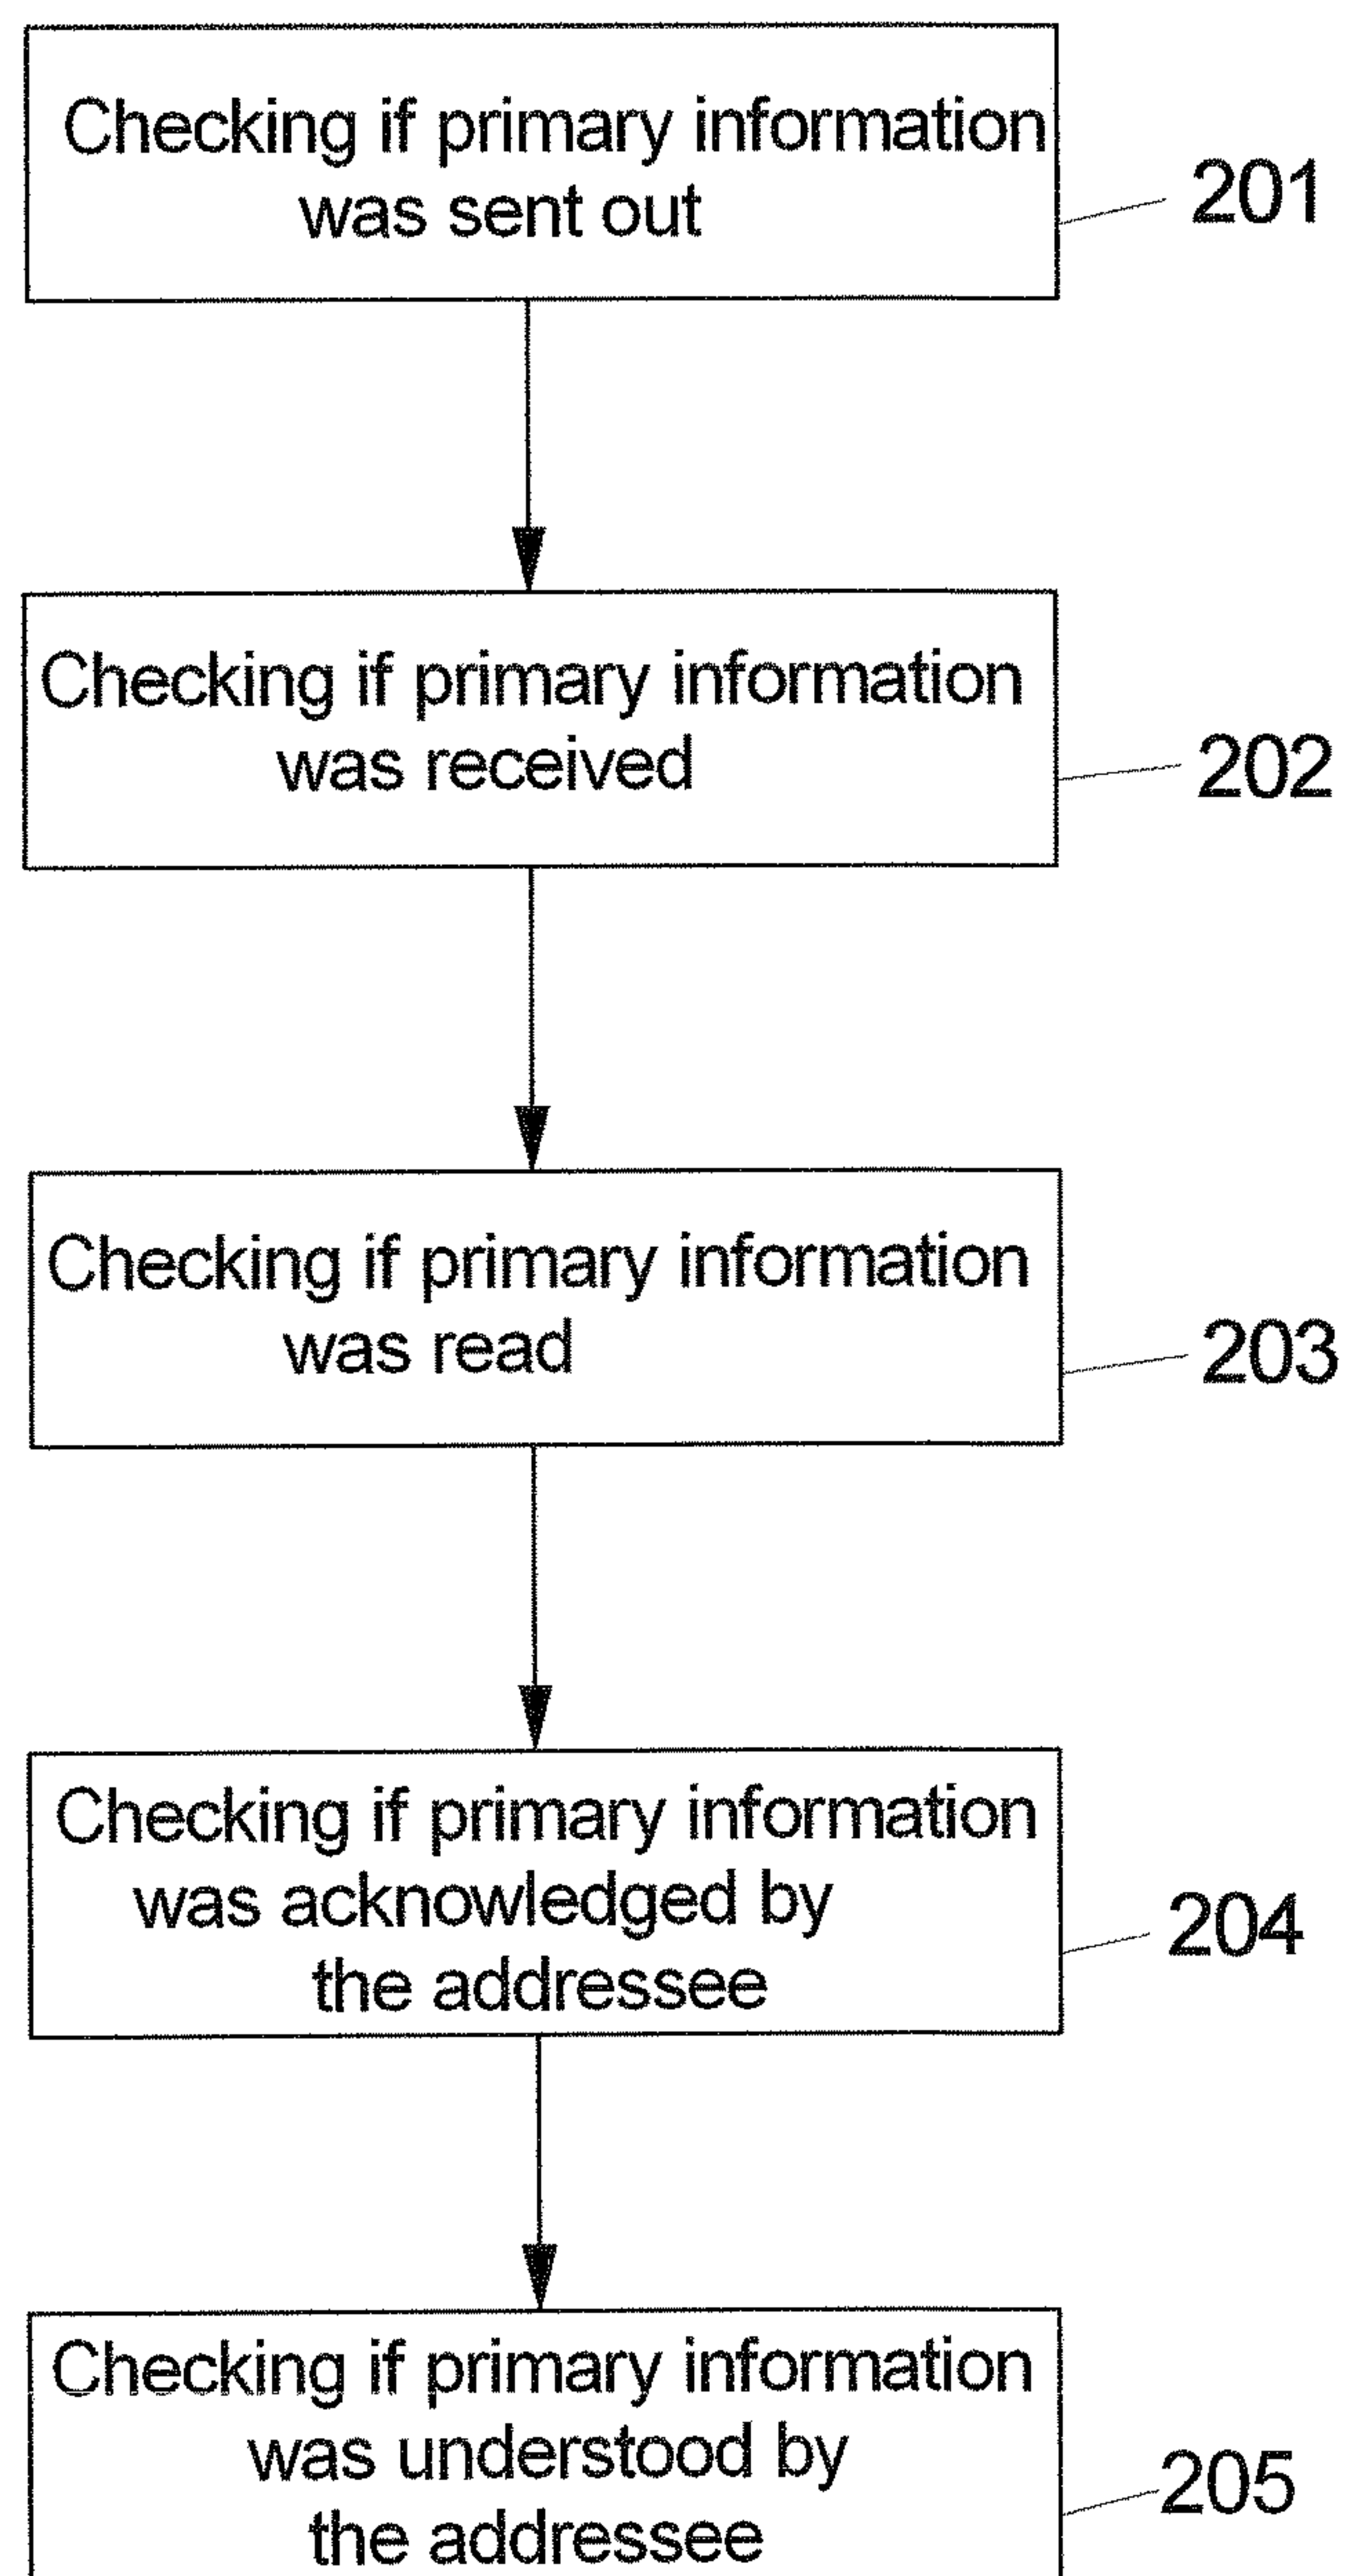 Checking if primary information
was sent out
201
Checking if primary information
was received
202
Checking if primary information
was read
203
Checking if primary information
was acknowledged by
the addressee
204
Checking if primary information
was understood by
the addressee
205